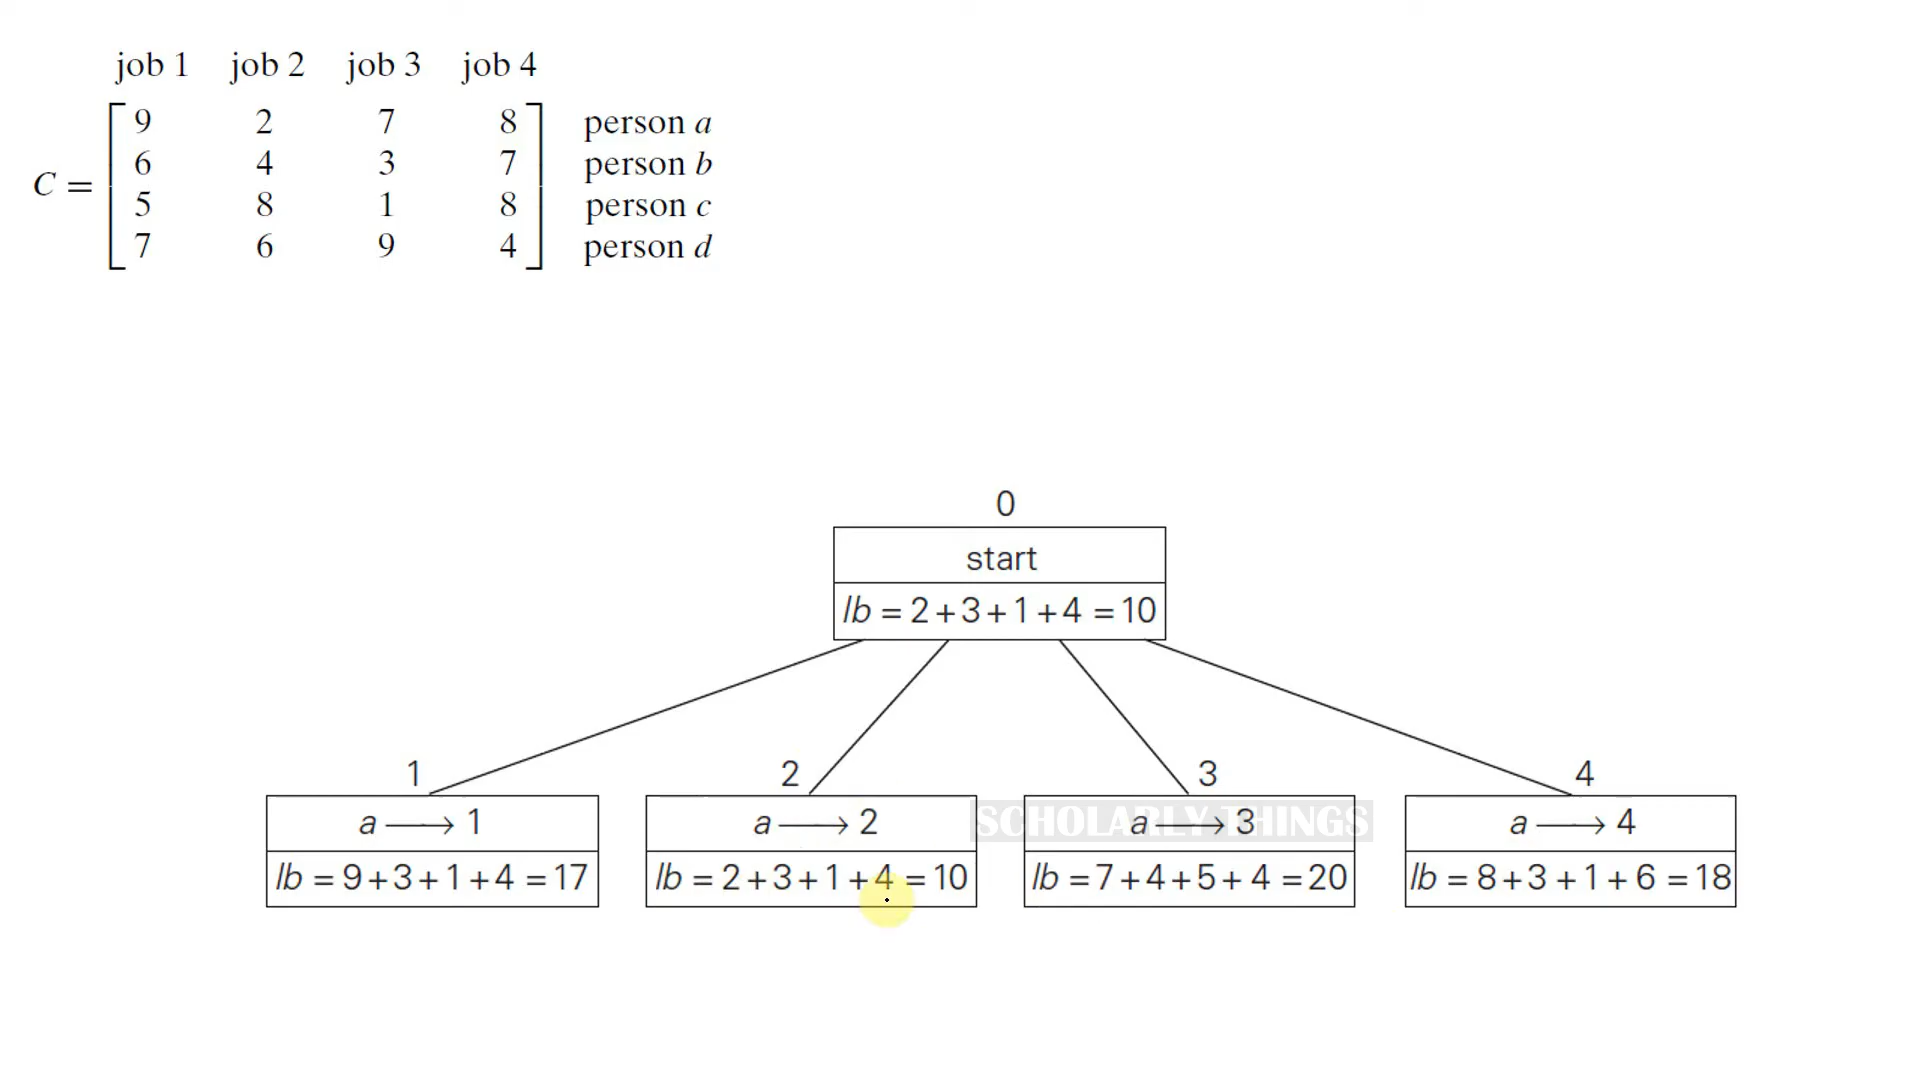 job 1 job 2 job 3 job 4
9 2 7 8 person a
6 4 3 7 person b
C =
5 8 1 8 person c
7 6 9 4 person d
0
start
lb = 2 + 3 + 1 + 4 = 10
1 2 3 4
a → 1 a → 2 a → 3 a → 4
SCHOLARLY THINGS
lb = 9 + 3 + 1 + 4 = 17 lb = 2 + 3 + 1 + 4 = 10 lb = 7 + 4 + 5 + 4 = 20 lb = 8 + 3 + 1 + 6 = 18